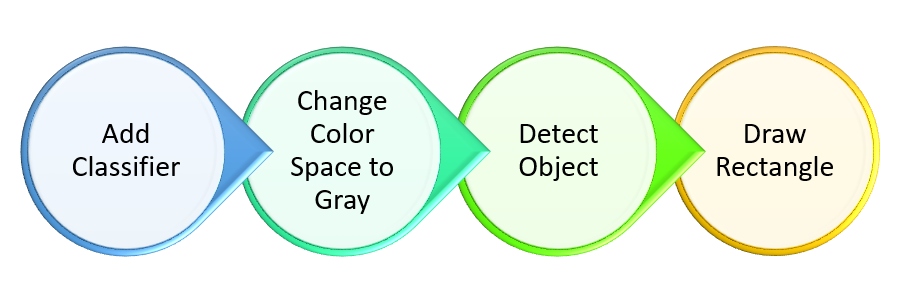 Add
Classifier
Change
Color
Space to
Gray
Detect
Object
Draw
Rectangle